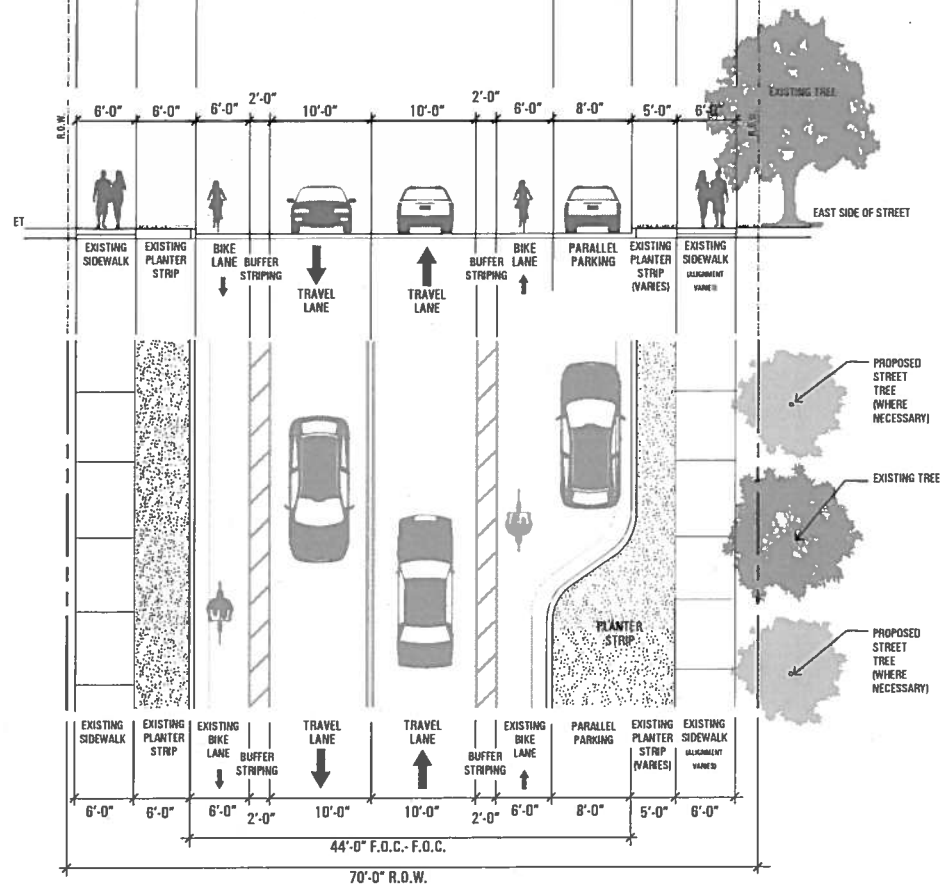 6'-0" 6'-0" 6'-0" 2'-0" 10'-0" 10'-0" 2'-0" 6'-0" 8'-0" 5'-0" 6'-0"
R.O.W.
EXISTING TREE
ET
EAST SIDE OF STREET
EXISTING
SIDEWALK
EXISTING
PLANTER
STRIP
BIKE
LANE
BUFFER
STRIPING
TRAVEL
LANE
TRAVEL
LANE
BUFFER
STRIPING
BIKE
LANE
PARALLEL
PARKING
EXISTING
PLANTER
STRIP
(VARIES)
EXISTING
SIDEWALK
(ALIGNMENT
VARIES)
PROPOSED
STREET
TREE
(WHERE
NECESSARY)
EXISTING TREE
PLANTER
STRIP
PROPOSED
STREET
TREE
(WHERE
NECESSARY)
EXISTING
SIDEWALK
EXISTING
PLANTER
STRIP
EXISTING
BIKE
LANE
BUFFER
STRIPING
TRAVEL
LANE
TRAVEL
LANE
BUFFER
STRIPING
EXISTING
BIKE
LANE
PARALLEL
PARKING
EXISTING
PLANTER
STRIP
(VARIES)
EXISTING
SIDEWALK
(ALIGNMENT
VARIES)
6'-0" 6'-0" 6'-0" 2'-0" 10'-0" 10'-0" 2'-0" 6'-0" 8'-0" 5'-0" 6'-0"
44'-0" F.O.C.- F.O.C.
70'-0" R.O.W.